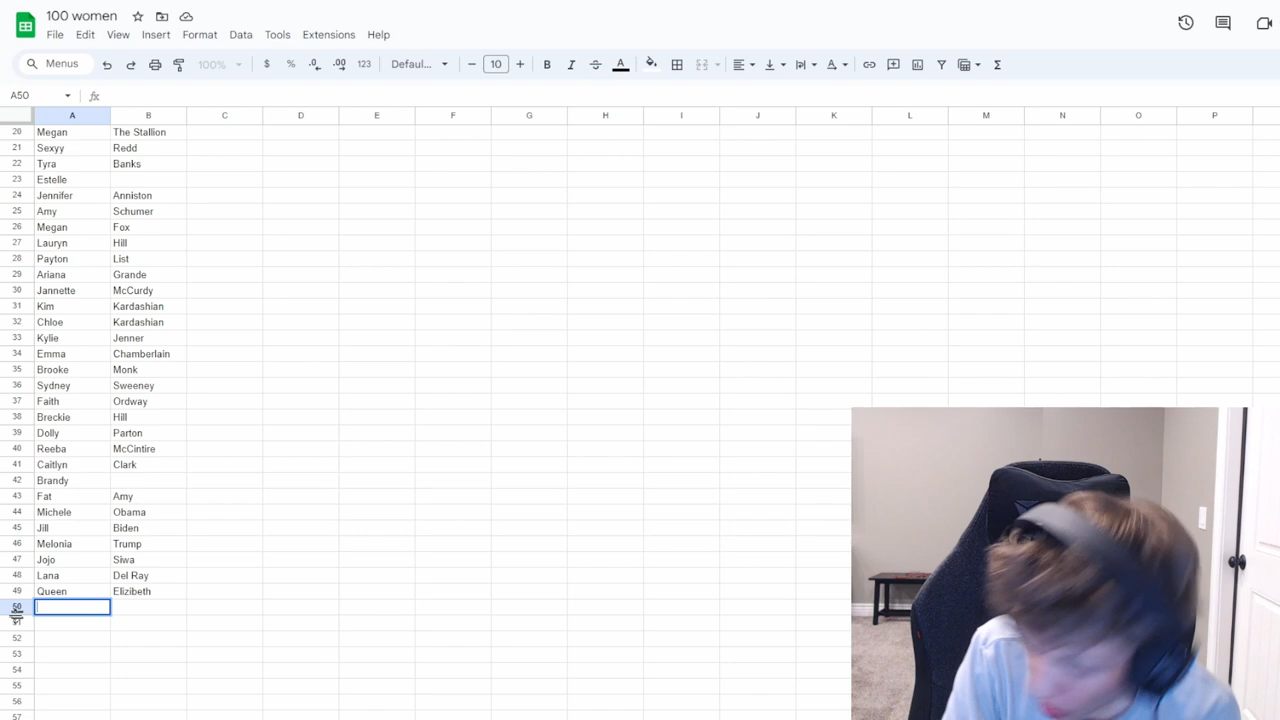 100 women
File Edit View Insert Format Data Tools Extensions Help
Menus 100% $ % .0 .00 123 Defaul... 10 B I A
A50 fx
A B C D E F G H I J K L M N O P
20 Megan The Stallion
21 Sexyy Redd
22 Tyra Banks
23 Estelle
24 Jennifer Anniston
25 Amy Schumer
26 Megan Fox
27 Lauryn Hill
28 Payton List
29 Ariana Grande
30 Jannette McCurdy
31 Kim Kardashian
32 Chloe Kardashian
33 Kylie Jenner
34 Emma Chamberlain
35 Brooke Monk
36 Sydney Sweeney
37 Faith Ordway
38 Breckie Hill
39 Dolly Parton
40 Reeba McCintire
41 Caitlyn Clark
42 Brandy
43 Fat Amy
44 Michele Obama
45 Jill Biden
46 Melonia Trump
47 Jojo Siwa
48 Lana Del Ray
49 Queen Elizibeth
50
51
52
53
54
55
56
57